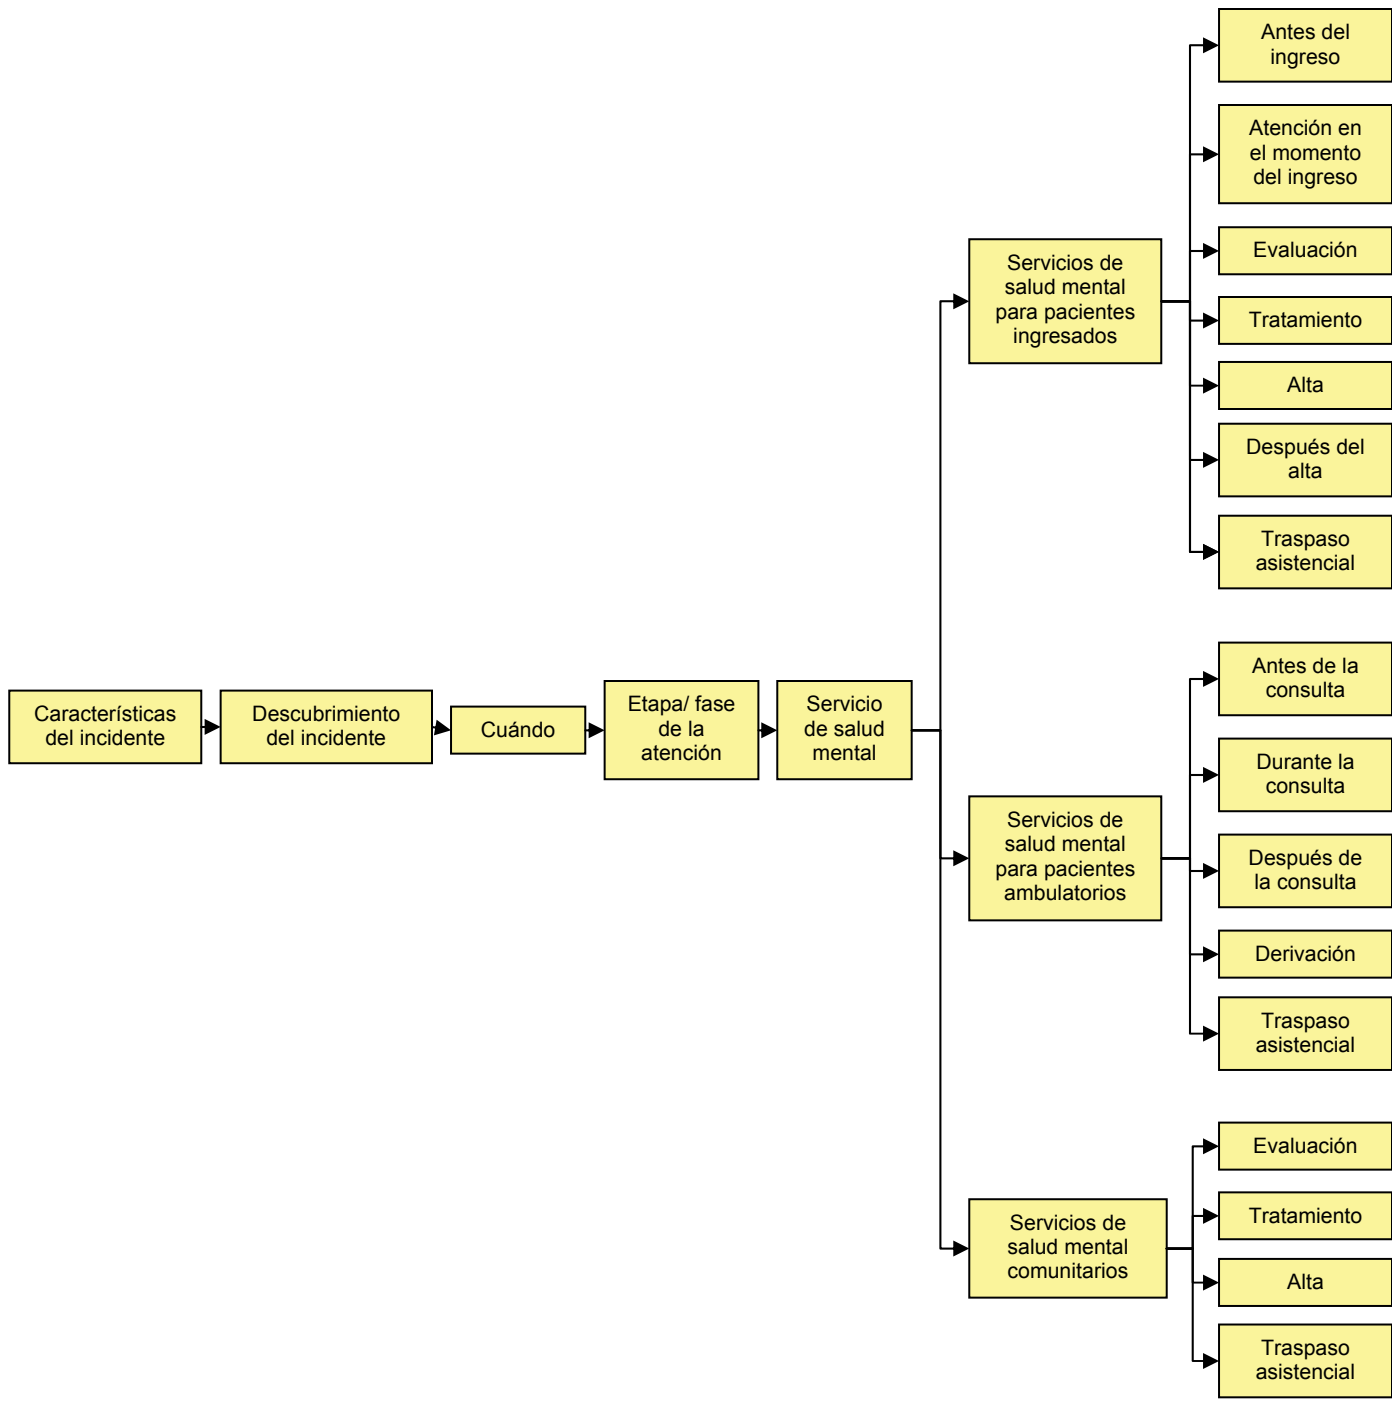 Características
del incidente
Descubrimiento
del incidente
Cuándo
Etapa/ fase
de la
atención
Servicio
de salud
mental
Servicios de
salud mental
para pacientes
ingresados
Antes del
ingreso
Atención en
el momento
del ingreso
Evaluación
Tratamiento
Alta
Después del
alta
Traspaso
asistencial
Servicios de
salud mental
para pacientes
ambulatorios
Antes de la
consulta
Durante la
consulta
Después de
la consulta
Derivación
Traspaso
asistencial
Servicios de
salud mental
comunitarios
Evaluación
Tratamiento
Alta
Traspaso
asistencial